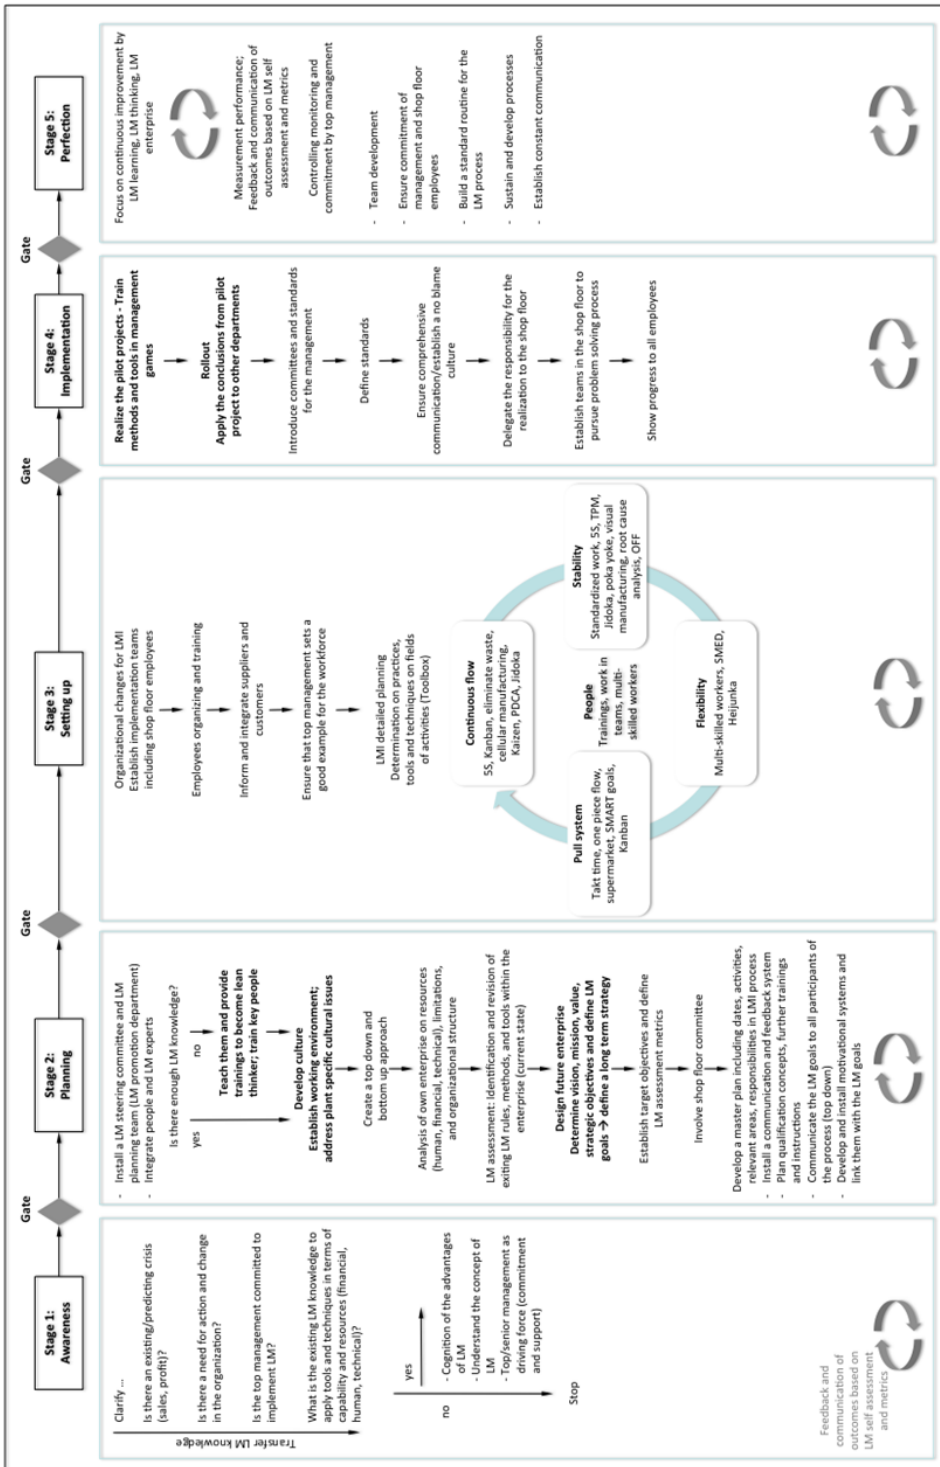 Stage 1:
Awareness
Gate
Stage 2:
Planning
Gate
Stage 3:
Setting up
Gate
Stage 4:
Implementation
Gate
Stage 5:
Perfection
Transfer LM knowledge
Clarify ...
Is there an existing/predicting crisis
(sales, profit)?
Is there a need for action and change
in the organization?
Is the top management committed to
implement LM?
What is the existing LM knowledge to
apply tools and techniques in terms of
capability and resources (financial,
human, technical)?
no
yes
- Cognition of the advantages
of LM
- Understand the concept of
LM
- Top/senior management as
driving force (commitment
and support)
Stop
Feedback and
communication of
outcomes based on
LM self assessment
and metrics
- Install a LM steering committee and LM
planning team (LM promotion department)
- Integrate people and LM experts
Is there enough LM knowledge?
yes
no
Teach them and provide
trainings to become lean
thinker; train key people
Develop culture
Establish working environment;
address plant specific cultural issues
Create a top down and
bottom up approach
Analysis of own enterprise on resources
(human, financial, technical), limitations,
and organizational structure
LM assessment: Identification and revision of
exiting LM rules, methods, and tools within the
enterprise (current state)
Design future enterprise
Determine vision, mission, value,
strategic objectives and define LM
goals → define a long term strategy
Establish target objectives and define
LM assessment metrics
Involve shop floor committee
Develop a master plan including dates, activities,
relevant areas, responsibilities in LMI process
- Install a communication and feedback system
- Plan qualification concepts, further trainings
and instructions
- Communicate the LM goals to all participants of
the process (top down)
- Develop and install motivational systems and
link them with the LM goals
Organizational changes for LMI
Establish implementation teams
including shop floor employees
Employees organizing and training
Inform and integrate suppliers and
customers
Ensure that top management sets a
good example for the workforce
LMI detailed planning
Determination on practices,
tools and techniques on fields
of activities (Toolbox)
Continuous flow
5S, Kanban, eliminate waste,
cellular manufacturing,
Kaizen, PDCA, Jidoka
Pull system
Takt time, one piece flow,
supermarket, SMART goals,
Kanban
People
Trainings, work in
teams, multi-
skilled workers
Stability
Standardized work, 5S, TPM,
Jidoka, poka yoke, visual
manufacturing, root cause
analysis, OFF
Flexibility
Multi-skilled workers, SMED,
Heijunka
Realize the pilot projects - Train
methods and tools in management
games
Rollout
Apply the conclusions from pilot
project to other departments
Introduce committees and standards
for the management
Define standards
Ensure comprehensive
communication/establish a no blame
culture
Delegate the responsibility for the
realization to the shop floor
Establish teams in the shop floor to
pursue problem solving process
Show progress to all employees
Focus on continuous improvement by
LM learning, LM thinking, LM
enterprise
Measurement performance;
Feedback and communication of
outcomes based on LM self
assessment and metrics
Controlling monitoring and
commitment by top management
- Team development
- Ensure commitment of
management and shop floor
employees
- Build a standard routine for the
LM process
- Sustain and develop processes
- Establish constant communication